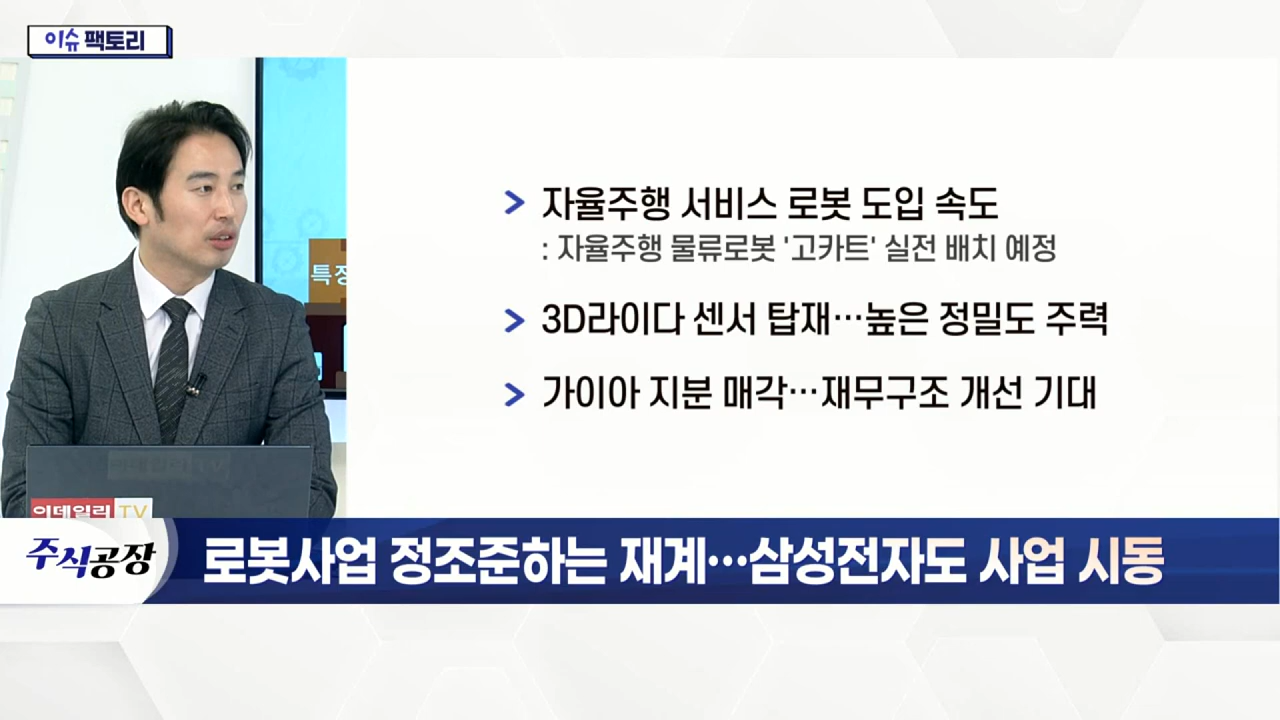 이슈 팩토리
자율주행 서비스 로봇 도입 속도
: 자율주행 물류로봇 '고카트' 실전 배치 예정
3D라이다 센서 탑재…높은 정밀도 주력
가이아 지분 매각…재무구조 개선 기대
특징
이데일리 TV
주식공장
로봇사업 정조준하는 재계…삼성전자도 사업 시동